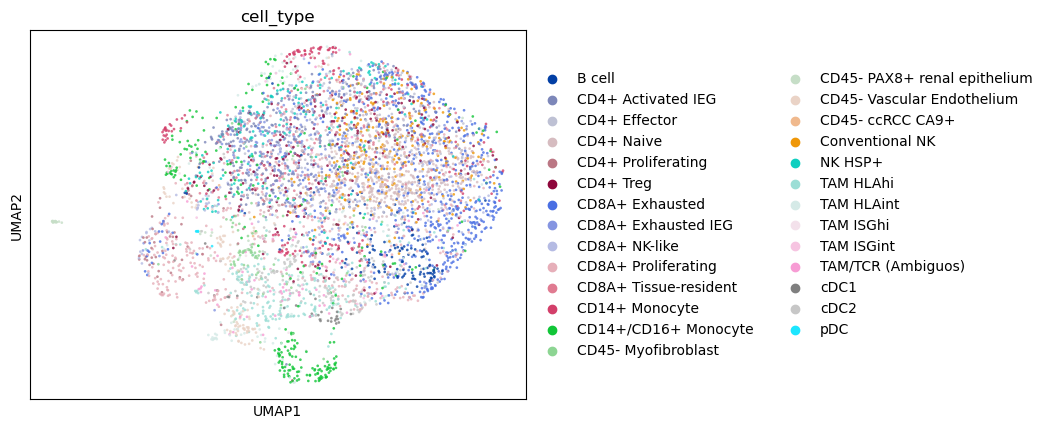 cell_type
UMAP2
UMAP1
B cell
CD4+ Activated IEG
CD4+ Effector
CD4+ Naive
CD4+ Proliferating
CD4+ Treg
CD8A+ Exhausted
CD8A+ Exhausted IEG
CD8A+ NK-like
CD8A+ Proliferating
CD8A+ Tissue-resident
CD14+ Monocyte
CD14+/CD16+ Monocyte
CD45- Myofibroblast
CD45- PAX8+ renal epithelium
CD45- Vascular Endothelium
CD45- ccRCC CA9+
Conventional NK
NK HSP+
TAM HLAhi
TAM HLAint
TAM ISGhi
TAM ISGint
TAM/TCR (Ambiguos)
cDC1
cDC2
pDC